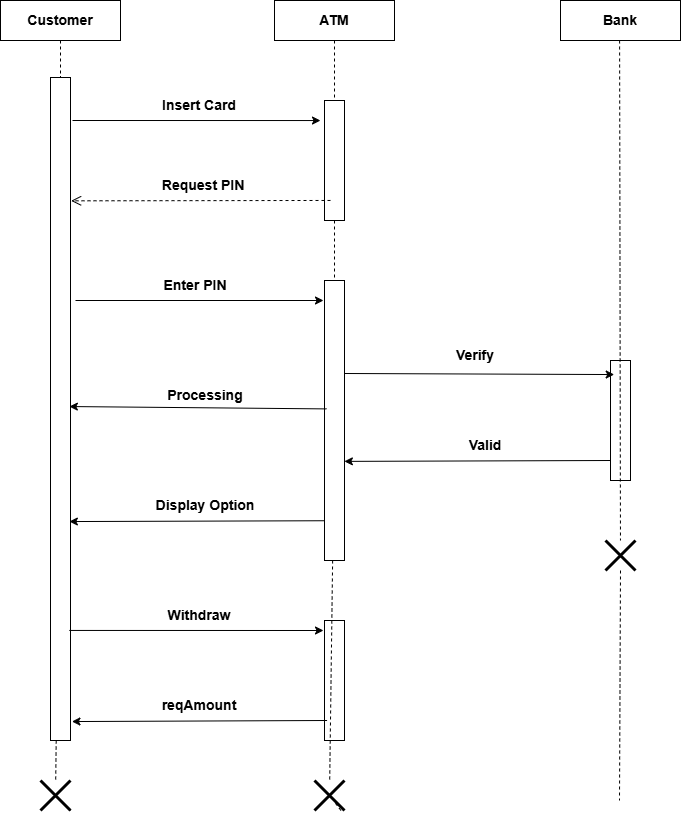 Customer
ATM
Bank
Insert Card
Request PIN
Enter PIN
Verify
Processing
Valid
Display Option
Withdraw
reqAmount